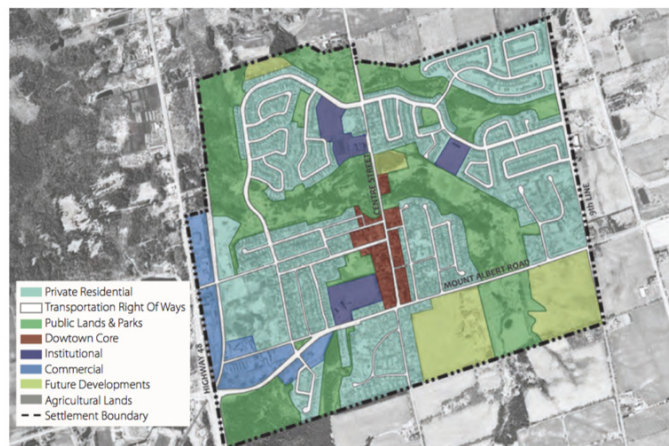 CENTRE STREET
9th LINE
MOUNT ALBERT ROAD
HIGHWAY 48
Private Residential
Transportation Right Of Ways
Public Lands & Parks
Dowtown Core
Institutional
Commercial
Future Developments
Agricultural Lands
Settlement Boundary